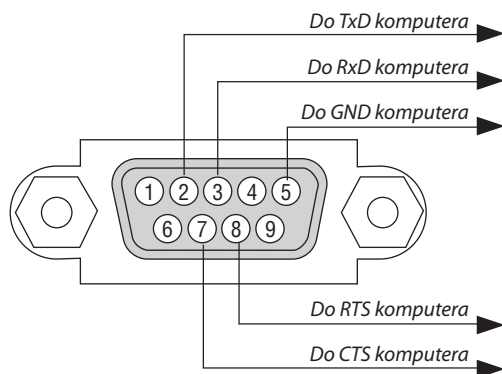 Do TxD komputera
Do RxD komputera
Do GND komputera
1 2 3 4 5
6 7 8 9
Do RTS komputera
Do CTS komputera